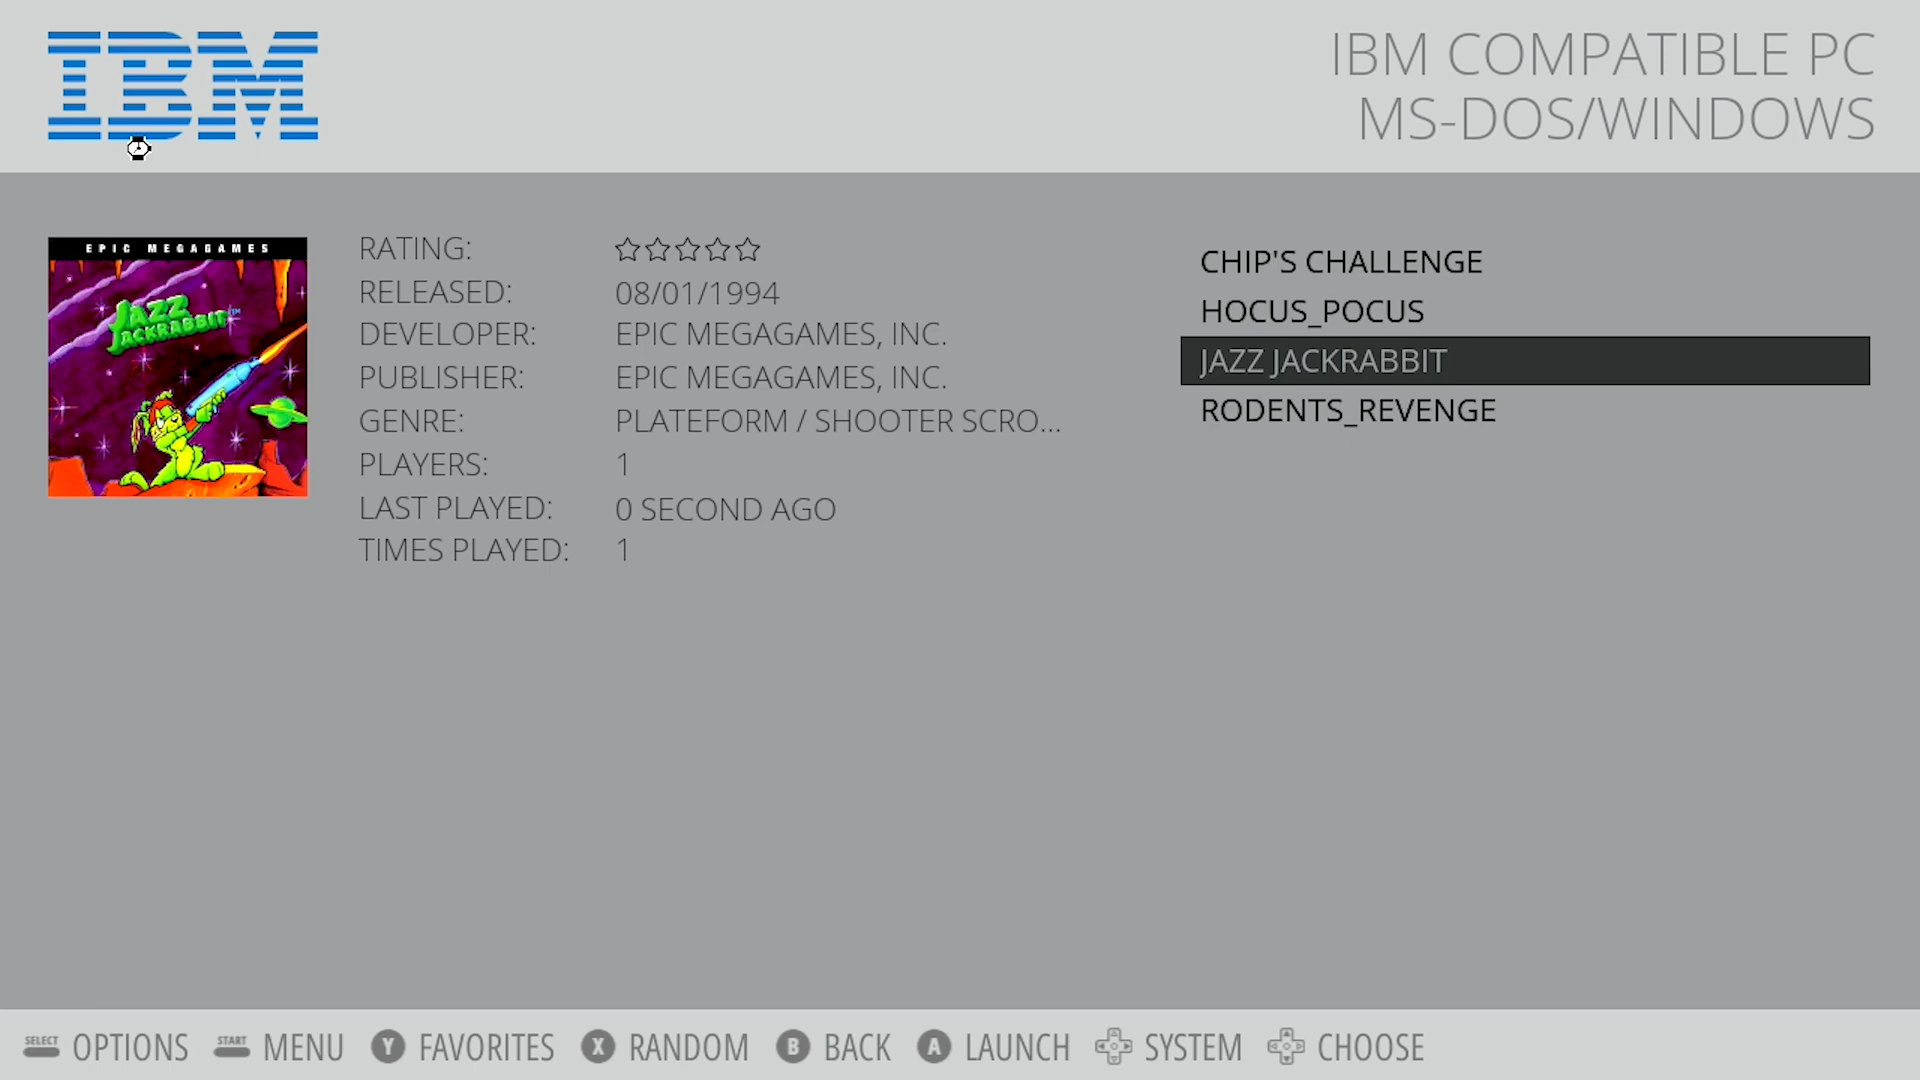 IBM
IBM COMPATIBLE PC
MS-DOS/WINDOWS
EPIC MEGAGAMES
JAZZ
JACKRABBIT™
RATING:
RELEASED: 08/01/1994
DEVELOPER: EPIC MEGAGAMES, INC.
PUBLISHER: EPIC MEGAGAMES, INC.
GENRE: PLATEFORM / SHOOTER SCRO...
PLAYERS: 1
LAST PLAYED: 0 SECOND AGO
TIMES PLAYED: 1
CHIP'S CHALLENGE
HOCUS_POCUS
JAZZ JACKRABBIT
RODENTS_REVENGE
SELECT OPTIONS START MENU Y FAVORITES X RANDOM B BACK A LAUNCH SYSTEM CHOOSE